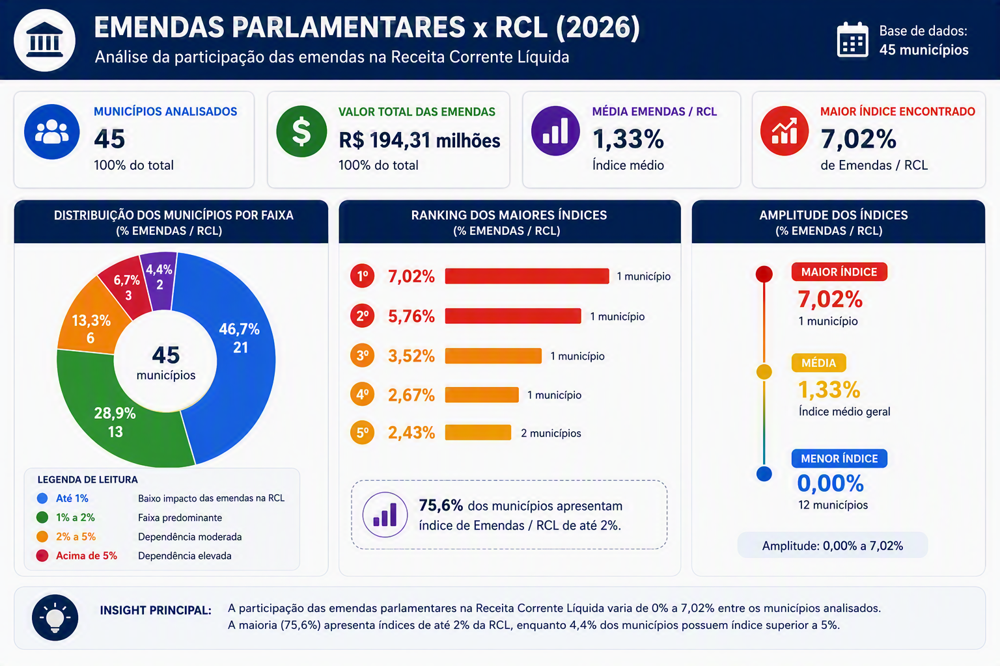 EMENDAS PARLAMENTARES x RCL (2026)
Análise da participação das emendas na Receita Corrente Líquida
Base de dados:
45 municípios
MUNICÍPIOS ANALISADOS
45
100% do total
VALOR TOTAL DAS EMENDAS
R$ 194,31 milhões
100% do total
MÉDIA EMENDAS / RCL
1,33%
Índice médio
MAIOR ÍNDICE ENCONTRADO
7,02%
de Emendas / RCL
DISTRIBUIÇÃO DOS MUNICÍPIOS POR FAIXA
(% EMENDAS / RCL)
4,4%
2
6,7%
3
13,3%
6
46,7%
21
45
municípios
28,9%
13
LEGENDA DE LEITURA
Até 1% Baixo impacto das emendas na RCL
1% a 2% Faixa predominante
2% a 5% Dependência moderada
Acima de 5% Dependência elevada
RANKING DOS MAIORES ÍNDICES
(% EMENDAS / RCL)
1º 7,02% 1 município
2º 5,76% 1 município
3º 3,52% 1 município
4º 2,67% 1 município
5º 2,43% 2 municípios
75,6% dos municípios apresentam
índice de Emendas / RCL de até 2%.
AMPLITUDE DOS ÍNDICES
(% EMENDAS / RCL)
MAIOR ÍNDICE
7,02%
1 município
MÉDIA
1,33%
Índice médio geral
MENOR ÍNDICE
0,00%
12 municípios
Amplitude: 0,00% a 7,02%
INSIGHT PRINCIPAL:
A participação das emendas parlamentares na Receita Corrente Líquida varia de 0% a 7,02% entre os municípios analisados.
A maioria (75,6%) apresenta índices de até 2% da RCL, enquanto 4,4% dos municípios possuem índice superior a 5%.